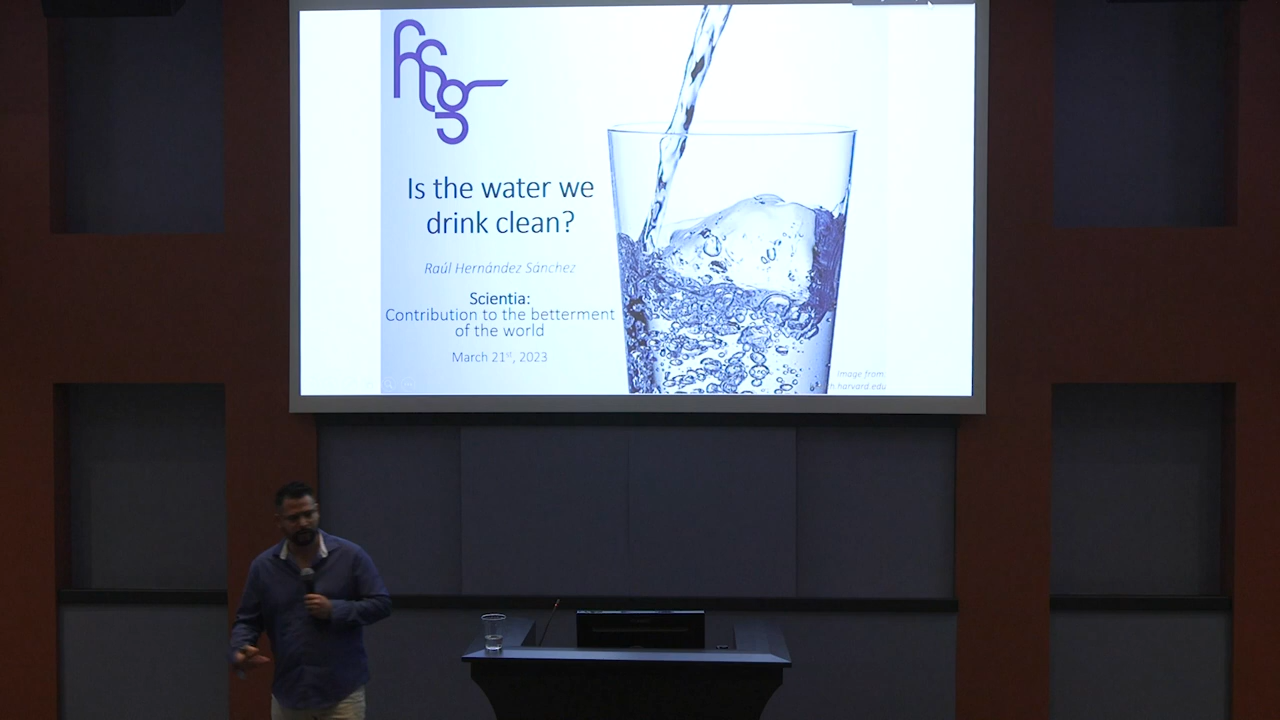 hfg
Is the water we
drink clean?
Raúl Hernández Sánchez
Scientia:
Contribution to the betterment
of the world
March 21st, 2023
Image from:
harvard edu